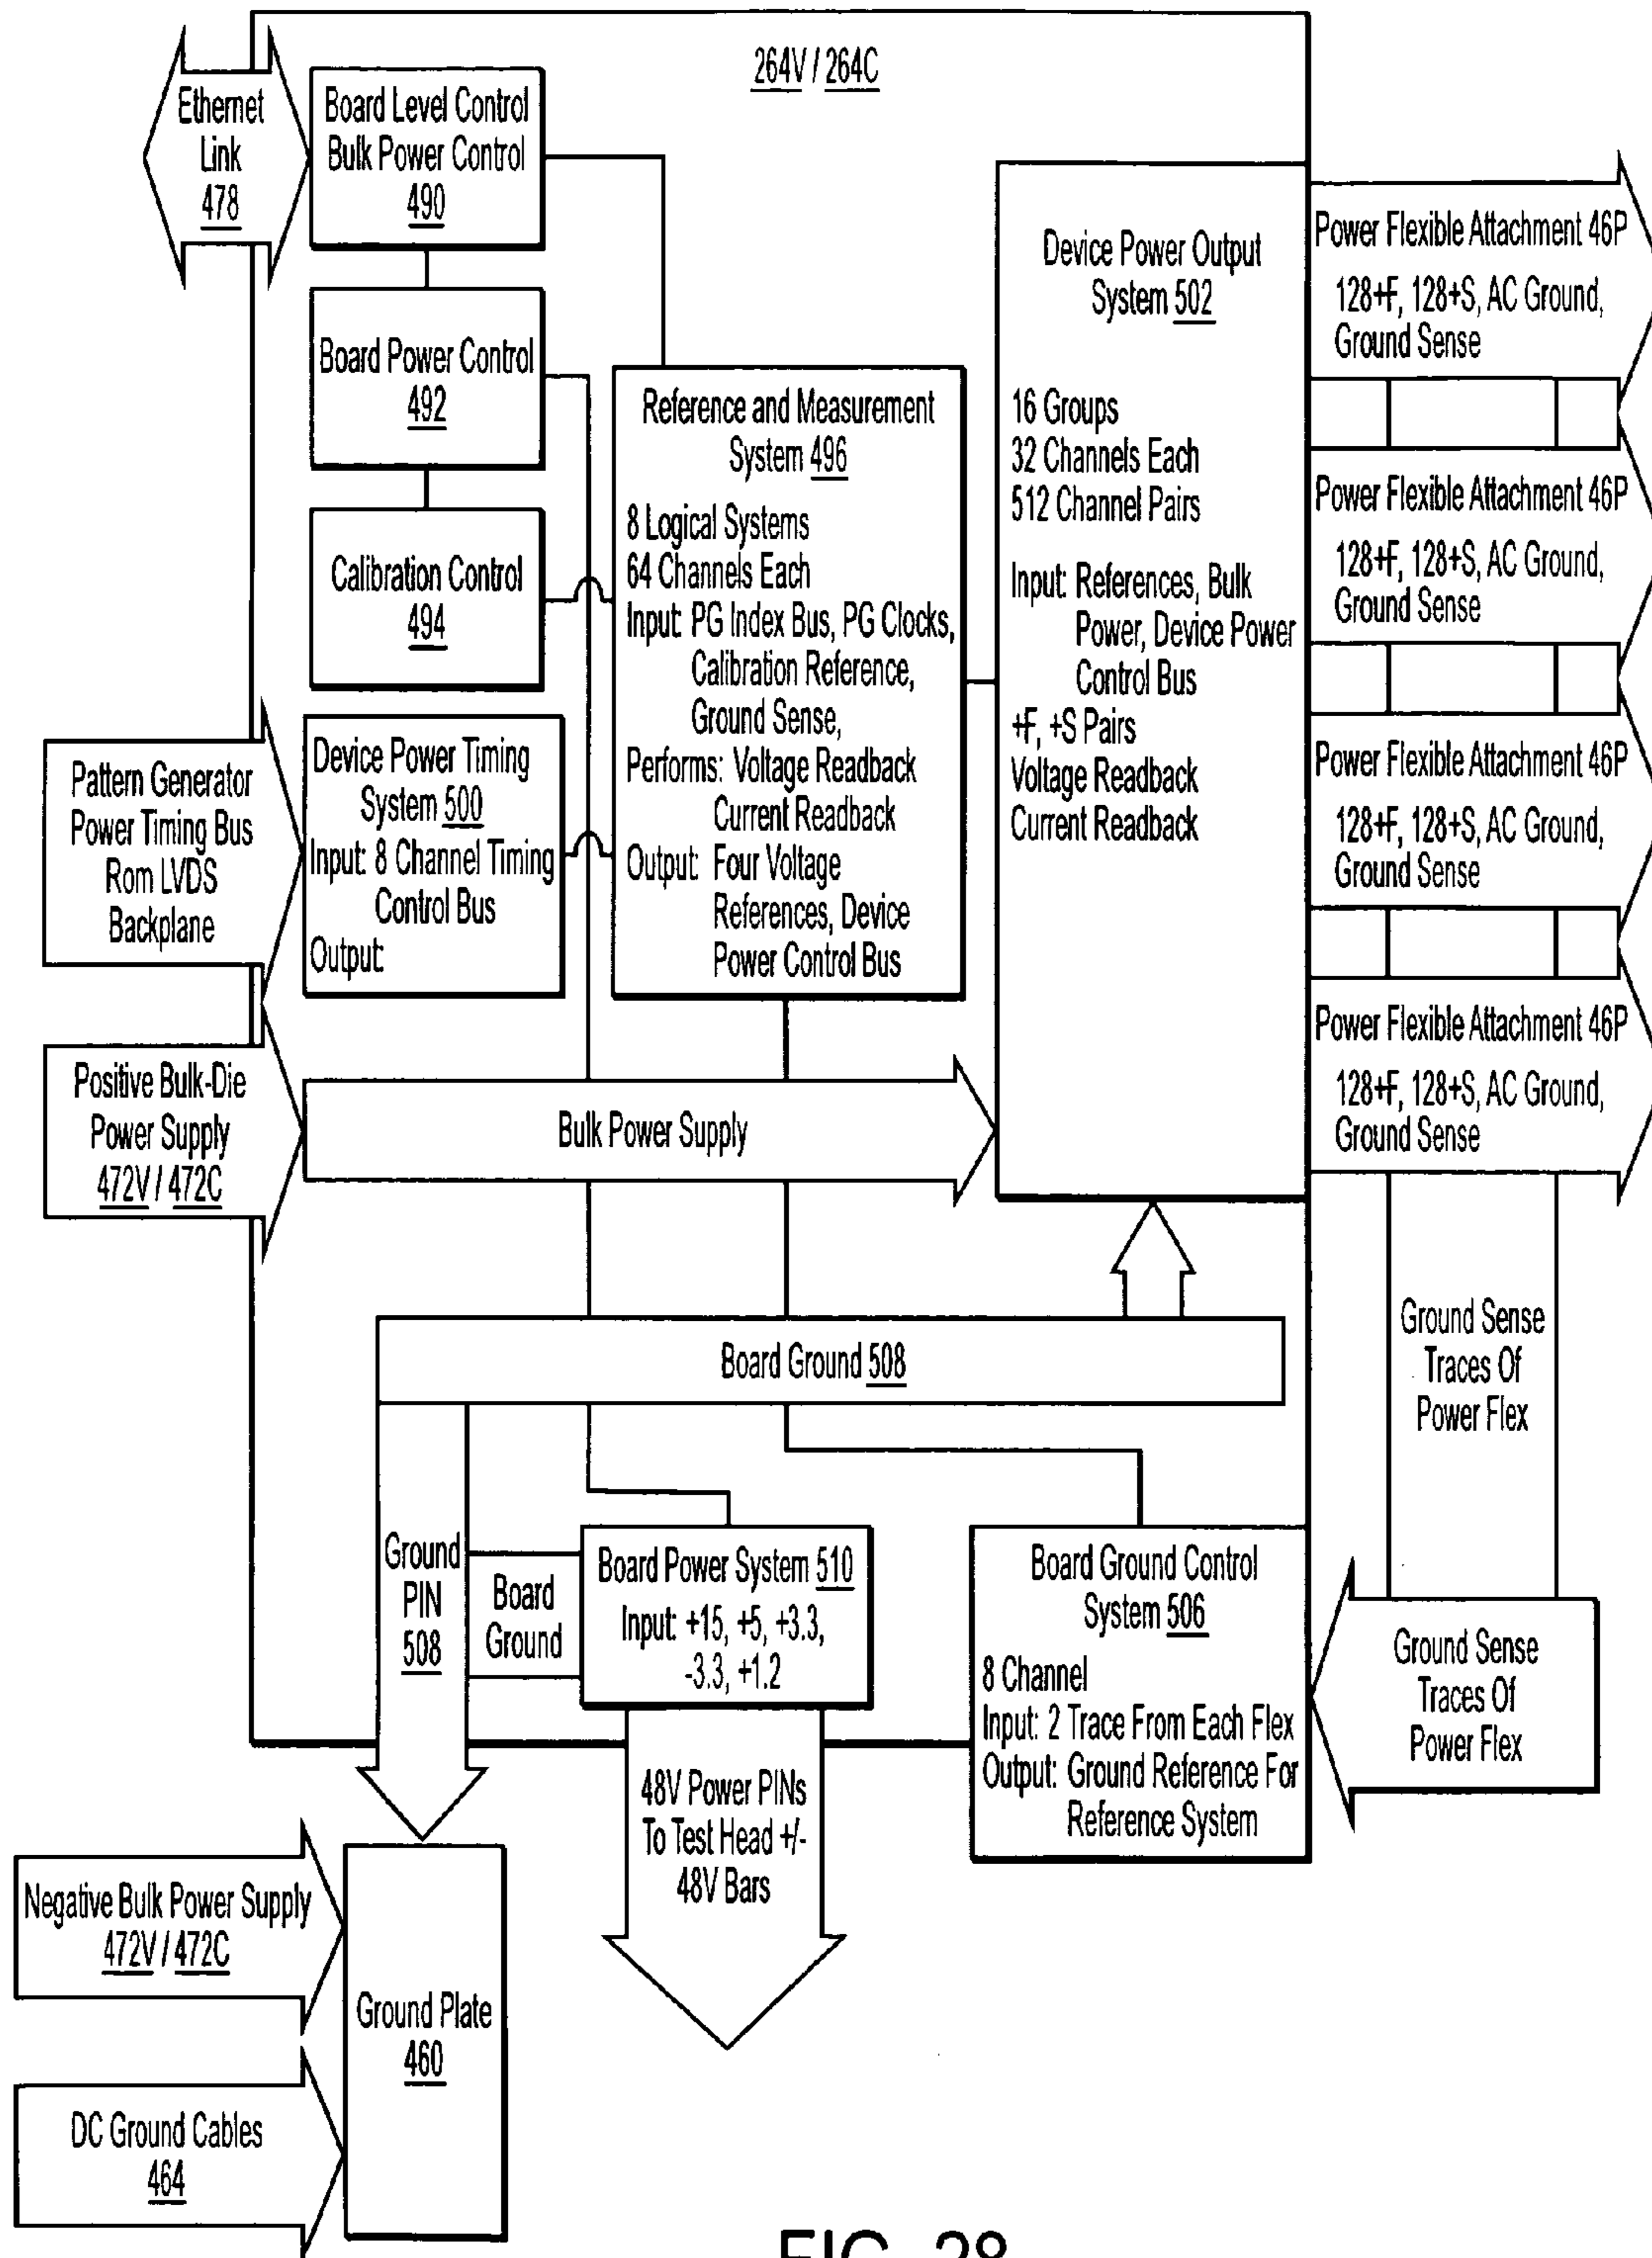 264V / 264C
Ethernet
Link
478
Board Level Control
Bulk Power Control
490
Board Power Control
492
Calibration Control
494
Pattern Generator
Power Timing Bus
Rom LVDS
Backplane
Device Power Timing
System 500
Input: 8 Channel Timing
Control Bus
Output:
Reference and Measurement
System 496
8 Logical Systems
64 Channels Each
Input: PG Index Bus, PG Clocks,
Calibration Reference,
Ground Sense,
Performs: Voltage Readback
Current Readback
Output: Four Voltage
References, Device
Power Control Bus
Device Power Output
System 502
16 Groups
32 Channels Each
512 Channel Pairs
Input: References, Bulk
Power, Device Power
Control Bus
+F, +S Pairs
Voltage Readback
Current Readback
Power Flexible Attachment 46P
128+F, 128+S, AC Ground,
Ground Sense
Power Flexible Attachment 46P
128+F, 128+S, AC Ground,
Ground Sense
Power Flexible Attachment 46P
128+F, 128+S, AC Ground,
Ground Sense
Power Flexible Attachment 46P
128+F, 128+S, AC Ground,
Ground Sense
Positive Bulk-Die
Power Supply
472V / 472C
Bulk Power Supply
Board Ground 508
Ground Sense
Traces Of
Power Flex
Ground
PIN
508
Board
Ground
Board Power System 510
Input: +15, +5, +3.3,
-3.3, +1.2
Board Ground Control
System 506
8 Channel
Input: 2 Trace From Each Flex
Output: Ground Reference For
Reference System
Ground Sense
Traces Of
Power Flex
48V Power PINs
To Test Head +/-
48V Bars
Negative Bulk Power Supply
472V / 472C
Ground Plate
460
DC Ground Cables
464
FIG. 28